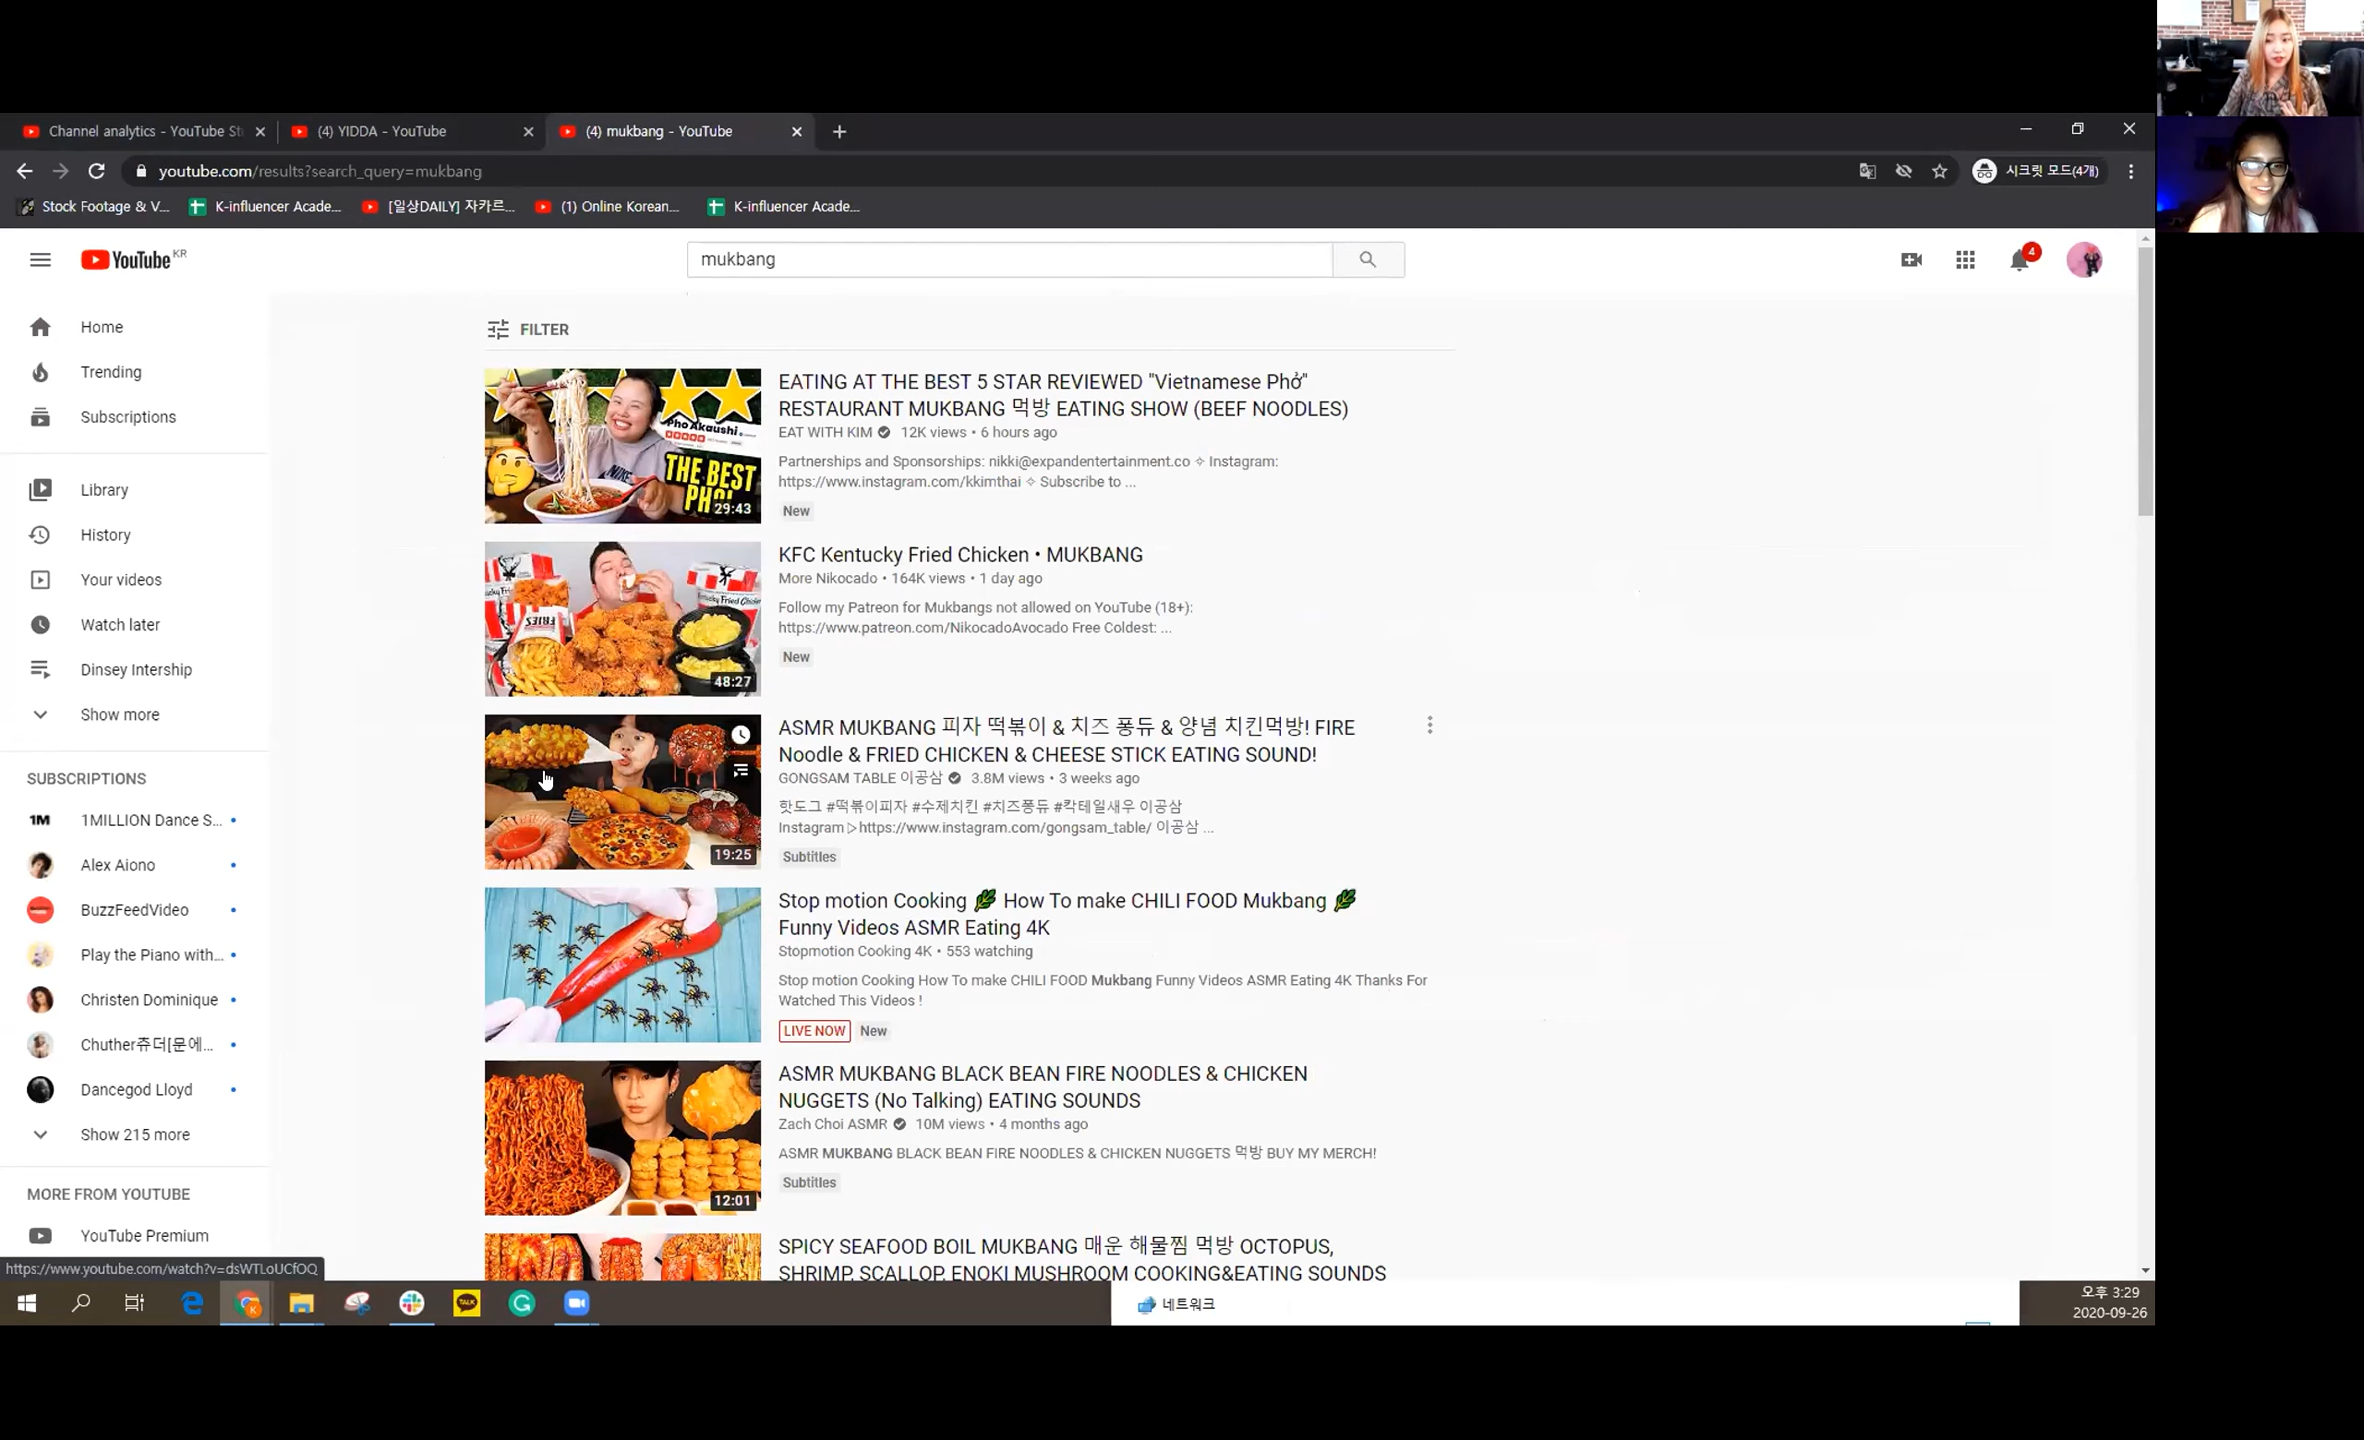 Channel analytics - YouTube St
(4) YIDDA - YouTube
(4) mukbang - YouTube
youtube.com/results?search_query=mukbang
시크릿 모드(4개)
Stock Footage & V...
K-influencer Acade...
[일상DAILY] 자카르...
(1) Online Korean...
K-influencer Acade...
YouTube KR
mukbang
4
Home
Trending
Subscriptions
Library
History
Your videos
Watch later
Dinsey Intership
Show more
SUBSCRIPTIONS
1M
1MILLION Dance S...
Alex Aiono
BuzzFeedVideo
Play the Piano with...
Christen Dominique
Chuther츄더[문에...
Dancegod Lloyd
Show 215 more
MORE FROM YOUTUBE
YouTube Premium
https://www.youtube.com/watch?v=dsWTLoUCfOQ
FILTER
Pho Akaushi
NIKE
THE BEST
PHO!
29:43
EATING AT THE BEST 5 STAR REVIEWED "Vietnamese Phở"
RESTAURANT MUKBANG 먹방 EATING SHOW (BEEF NOODLES)
EAT WITH KIM 12K views • 6 hours ago
Partnerships and Sponsorships: nikki@expandentertainment.co ✧ Instagram:
https://www.instagram.com/kkimthai ✧ Subscribe to ...
New
FRIES
48:27
KFC Kentucky Fried Chicken • MUKBANG
More Nikocado • 164K views • 1 day ago
Follow my Patreon for Mukbangs not allowed on YouTube (18+):
https://www.patreon.com/NikocadoAvocado Free Coldest: ...
New
19:25
ASMR MUKBANG 피자 떡볶이 & 치즈 퐁듀 & 양념 치킨먹방! FIRE
Noodle & FRIED CHICKEN & CHEESE STICK EATING SOUND!
GONGSAM TABLE 이공삼 3.8M views • 3 weeks ago
핫도그 #떡볶이피자 #수제치킨 #치즈퐁듀 #칵테일새우 이공삼
Instagram ▷https://www.instagram.com/gongsam_table/ 이공삼 ...
Subtitles
Stop motion Cooking 🌿 How To make CHILI FOOD Mukbang 🌿
Funny Videos ASMR Eating 4K
Stopmotion Cooking 4K • 553 watching
Stop motion Cooking How To make CHILI FOOD Mukbang Funny Videos ASMR Eating 4K Thanks For
Watched This Videos !
LIVE NOW New
12:01
ASMR MUKBANG BLACK BEAN FIRE NOODLES & CHICKEN
NUGGETS (No Talking) EATING SOUNDS
Zach Choi ASMR 10M views • 4 months ago
ASMR MUKBANG BLACK BEAN FIRE NOODLES & CHICKEN NUGGETS 먹방 BUY MY MERCH!
Subtitles
SPICY SEAFOOD BOIL MUKBANG 매운 해물찜 먹방 OCTOPUS,
SHRIMP, SCALLOP, ENOKI MUSHROOM COOKING&EATING SOUNDS
TALK
네트워크
오후 3:29
2020-09-26